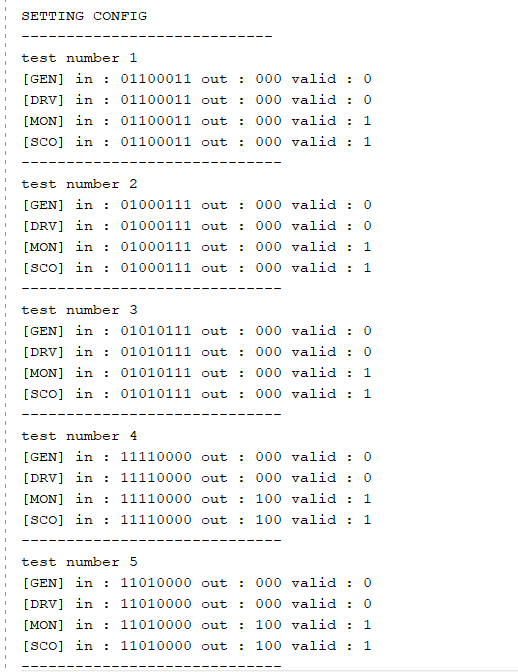 SETTING CONFIG
----------------------------
test number 1
[GEN] in : 01100011 out : 000 valid : 0
[DRV] in : 01100011 out : 000 valid : 0
[MON] in : 01100011 out : 000 valid : 1
[SCO] in : 01100011 out : 000 valid : 1
-----------------------------
test number 2
[GEN] in : 01000111 out : 000 valid : 0
[DRV] in : 01000111 out : 000 valid : 0
[MON] in : 01000111 out : 000 valid : 1
[SCO] in : 01000111 out : 000 valid : 1
-----------------------------
test number 3
[GEN] in : 01010111 out : 000 valid : 0
[DRV] in : 01010111 out : 000 valid : 0
[MON] in : 01010111 out : 000 valid : 1
[SCO] in : 01010111 out : 000 valid : 1
-----------------------------
test number 4
[GEN] in : 11110000 out : 000 valid : 0
[DRV] in : 11110000 out : 000 valid : 0
[MON] in : 11110000 out : 100 valid : 1
[SCO] in : 11110000 out : 100 valid : 1
-----------------------------
test number 5
[GEN] in : 11010000 out : 000 valid : 0
[DRV] in : 11010000 out : 000 valid : 0
[MON] in : 11010000 out : 100 valid : 1
[SCO] in : 11010000 out : 100 valid : 1
-----------------------------